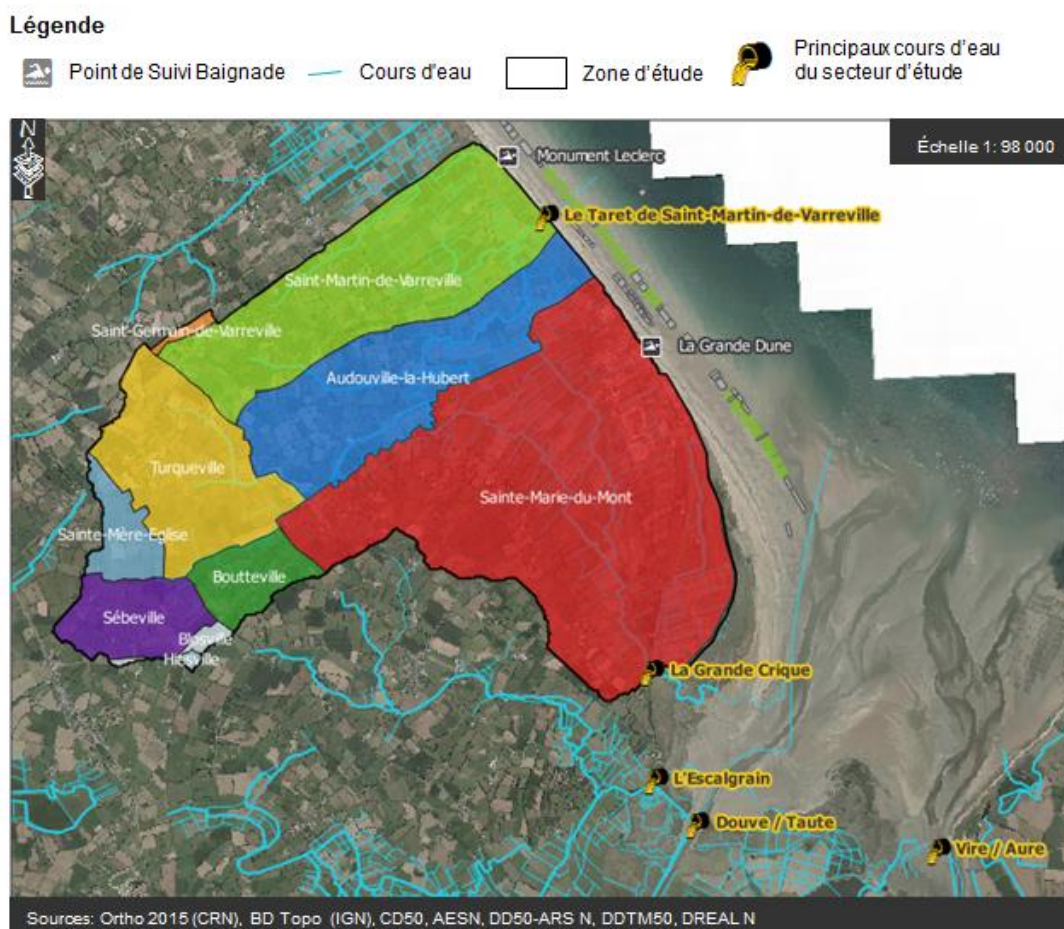 Légende
Point de Suivi Baignade
Cours d'eau
Zone d'étude
Principaux cours d'eau
du secteur d'étude
N
Échelle 1: 98 000
Monument Leclerc
Le Taret de Saint-Martin-de-Varreville
Saint-Martin-de-Varreville
Saint-Germain-de-Varreville
La Grande Dune
Audouville-la-Hubert
Turqueville
Sainte-Marie-du-Mont
Sainte-Mère-Eglise
Boutteville
Sébeville
Blosville
Hiesville
La Grande Crique
L'Escalgrain
Douve / Taute
Vire / Aure
Sources: Ortho 2015 (CRN), BD Topo (IGN), CD50, AESN, DD50-ARS N, DDTM50, DREAL N